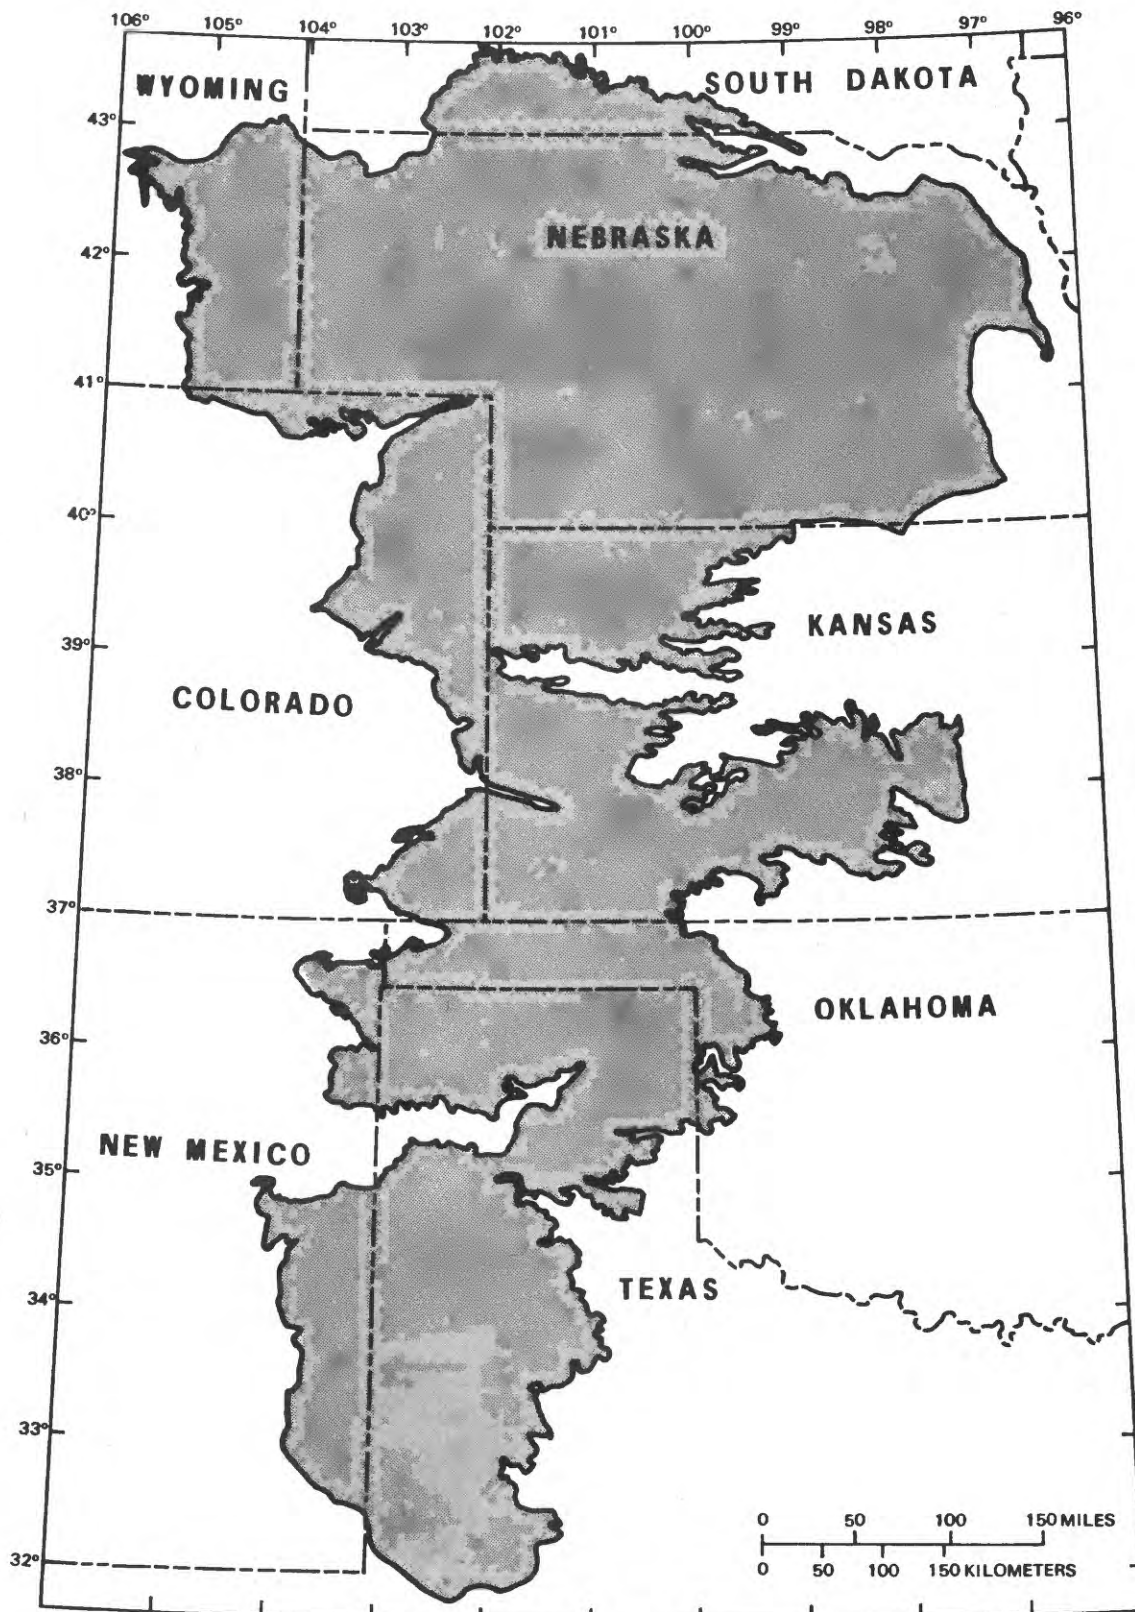 106° 105° 104° 103° 102° 101° 100° 99° 98° 97° 96°
WYOMING
SOUTH DAKOTA
43°
NEBRASKA
42°
41°
40°
KANSAS
39°
COLORADO
38°
37°
OKLAHOMA
36°
NEW MEXICO
35°
TEXAS
34°
33°
0 50 100 150 MILES
32°
0 50 100 150 KILOMETERS